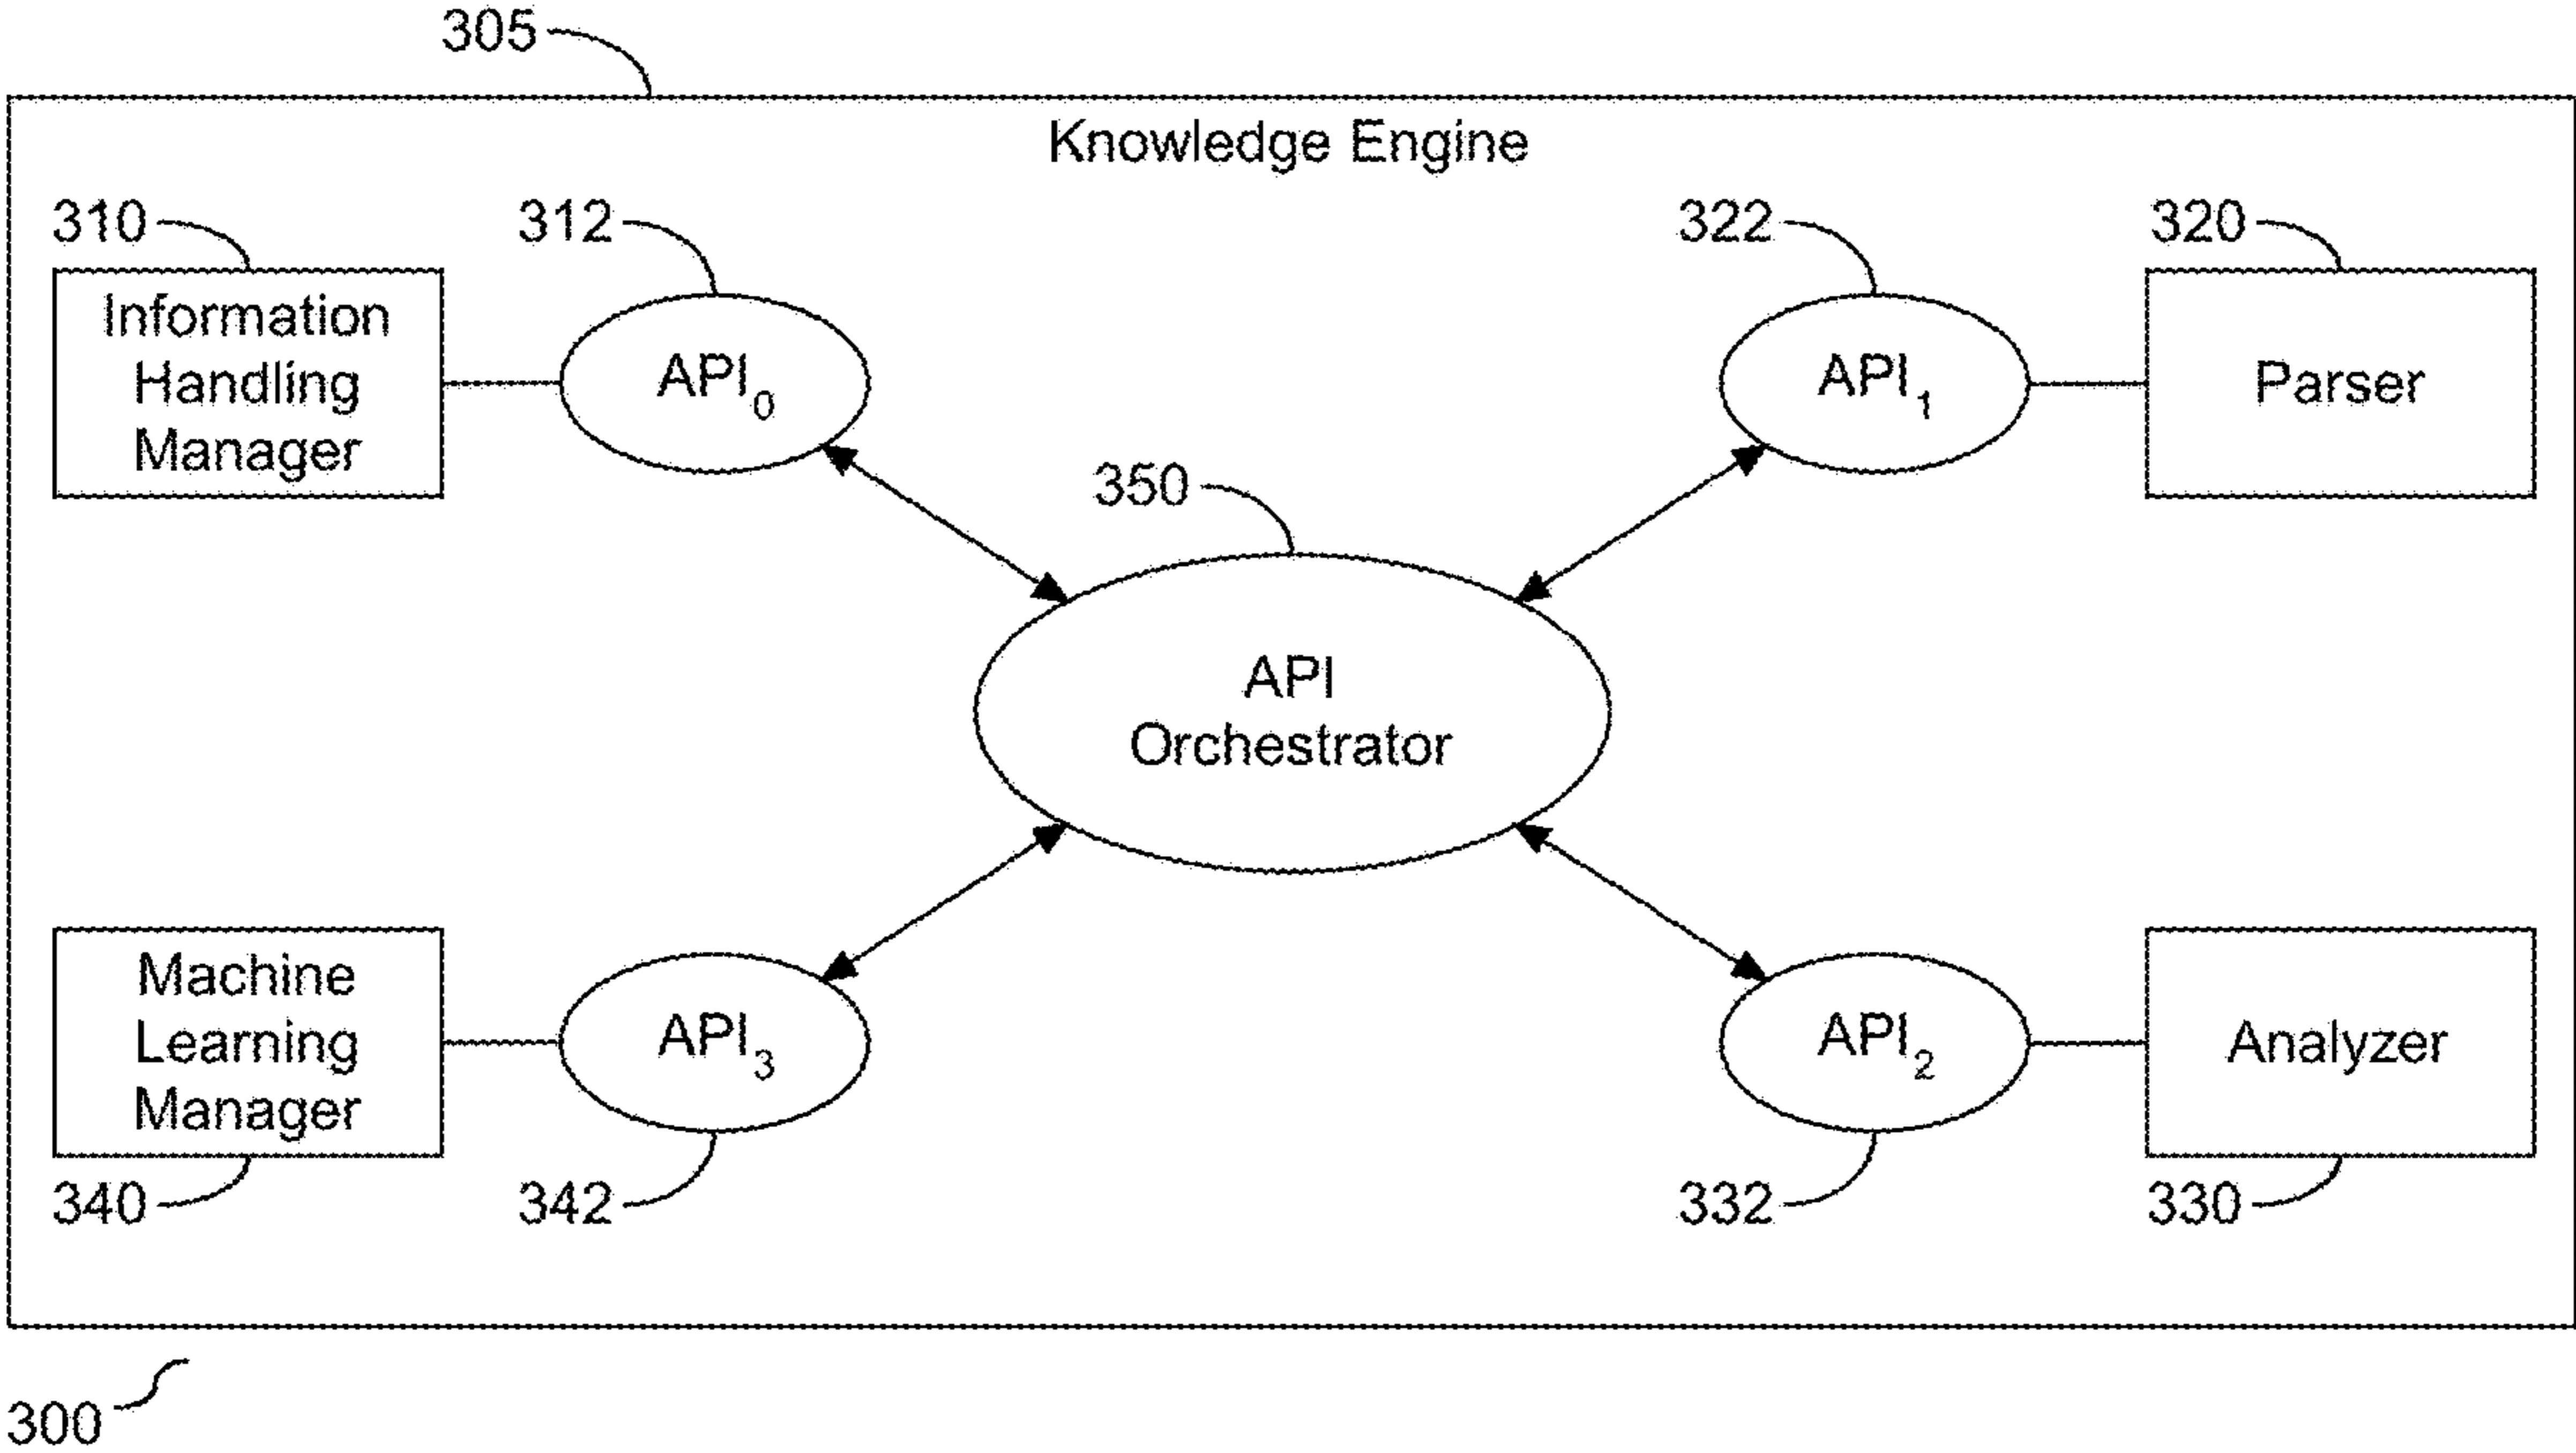 305
Knowledge Engine
310
312
322
320
Information
Handling
Manager
API0
API1
Parser
350
API
Orchestrator
Machine
Learning
Manager
API3
API2
Analyzer
340
342
332
330
300